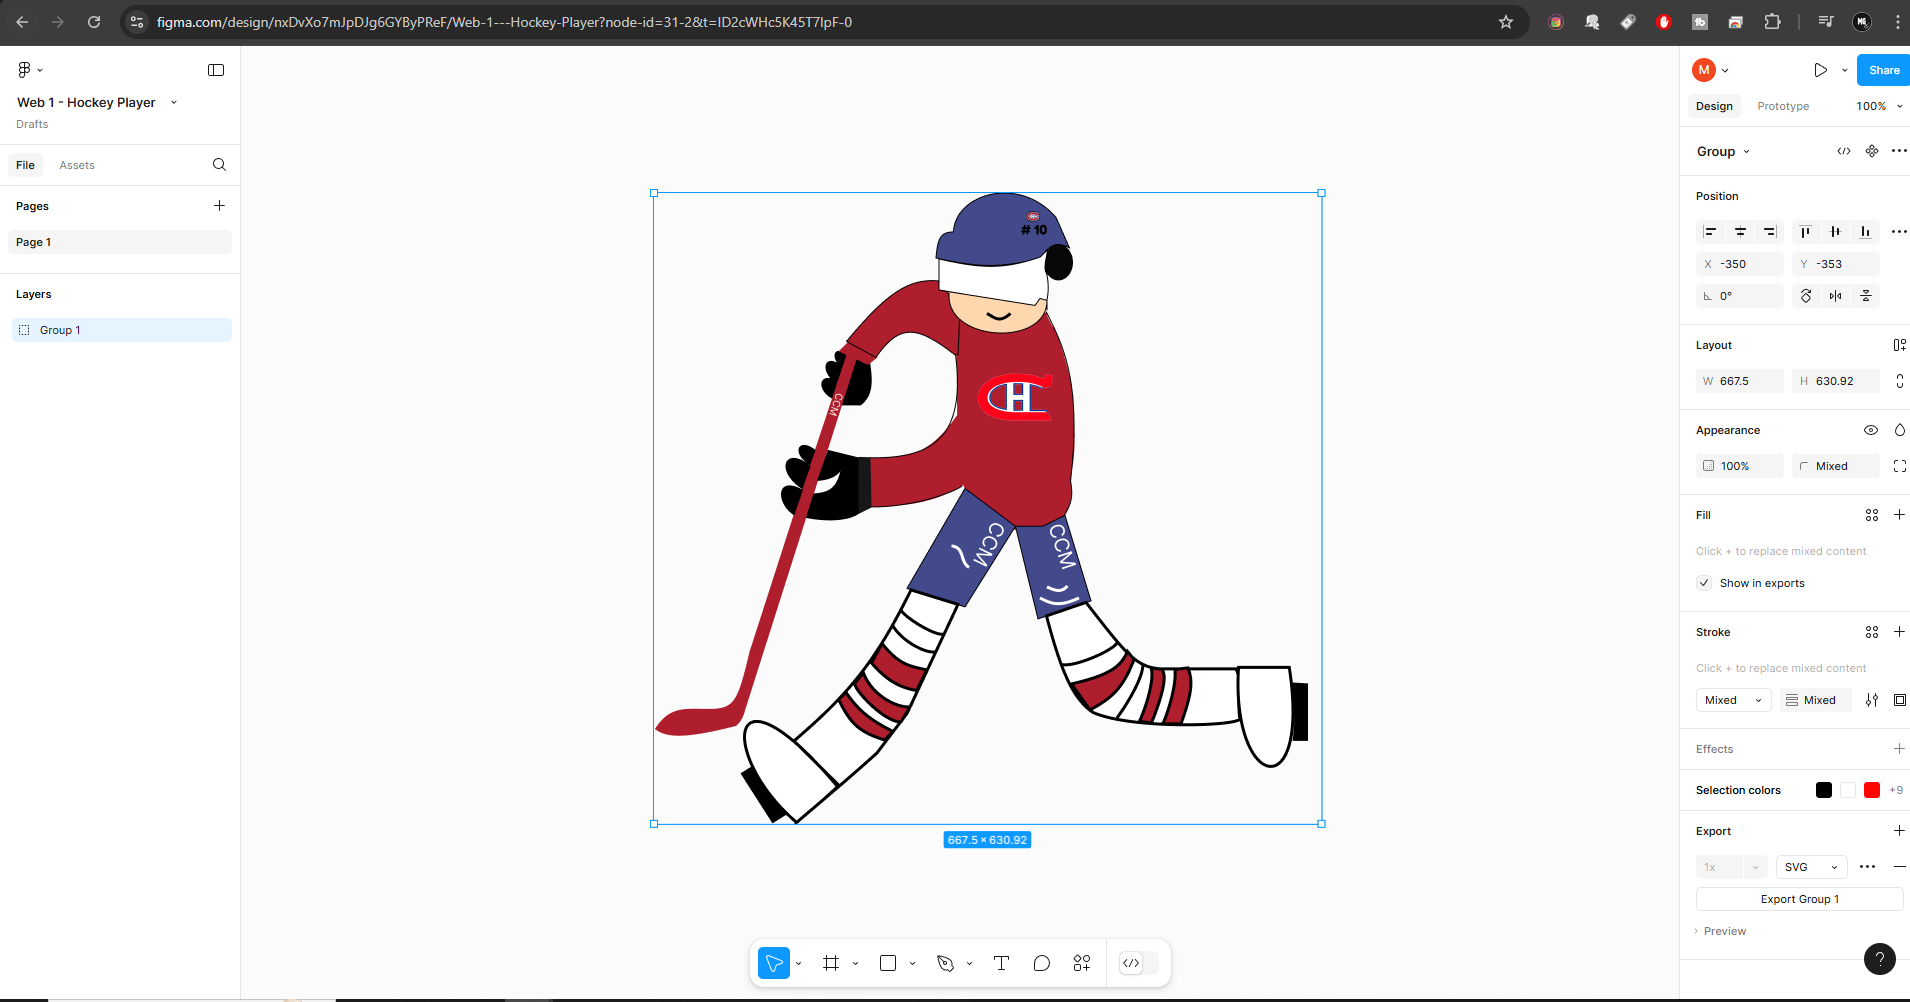 figma.com/design/nxDvXo7mJpDJg6GYByPReF/Web-1---Hockey-Player?node-id=31-2&t=ID2cWHc5K45T7IpF-0
Web 1 - Hockey Player
Drafts
File Assets
Pages
Page 1
Layers
Group 1
# 10
CH
CCM
CCM
CCM
667.5 × 630.92
M
Share
Design Prototype 100%
Group
Position
X -350 Y -353
0°
Layout
W 667.5 H 630.92
Appearance
100% Mixed
Fill
Click + to replace mixed content
Show in exports
Stroke
Click + to replace mixed content
Mixed Mixed
Effects
Selection colors +9
Export
1x SVG
Export Group 1
Preview
?